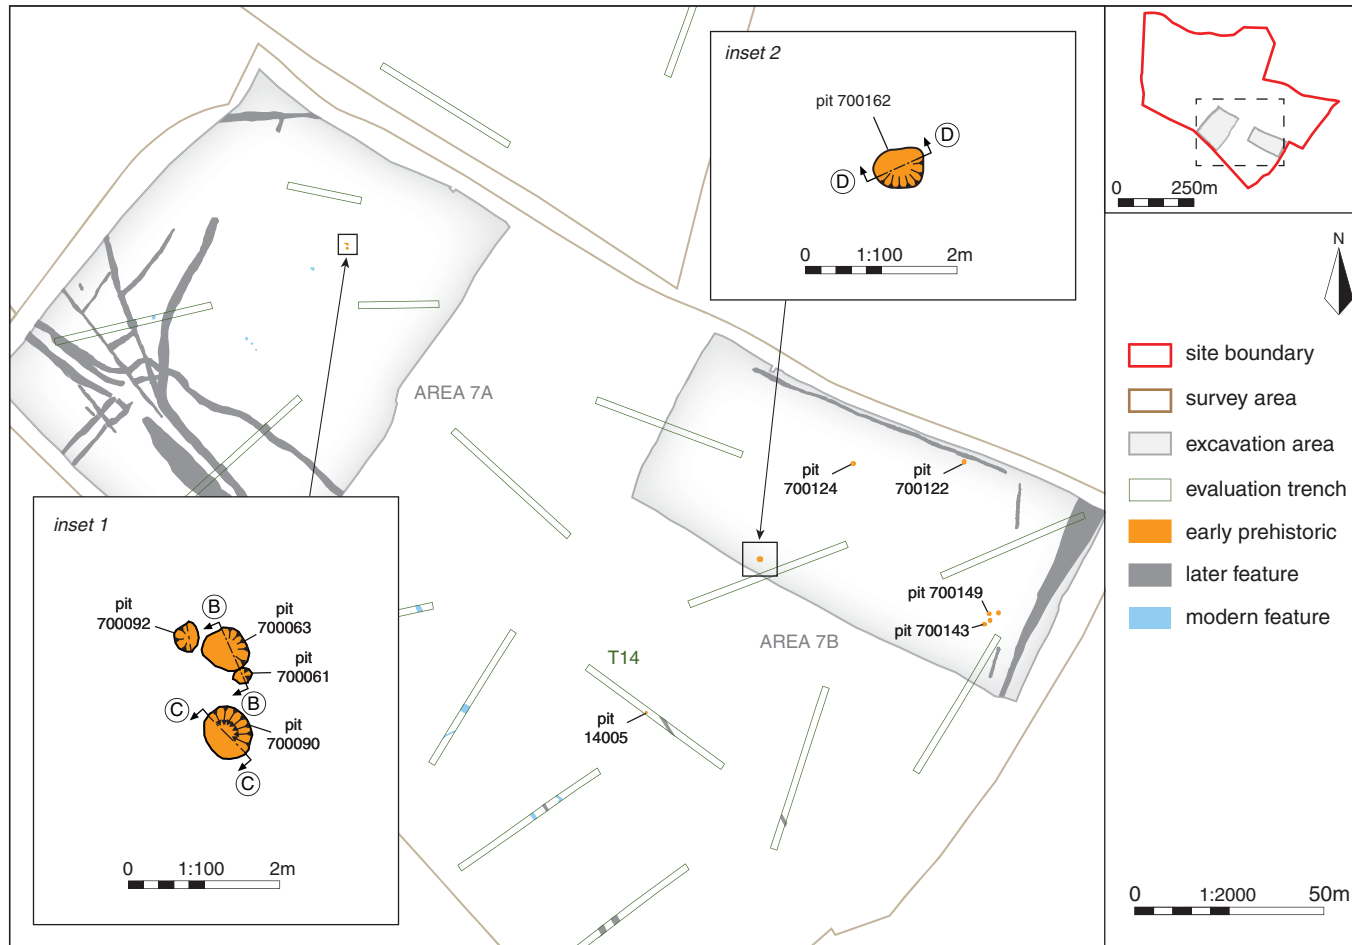 inset 2
pit 700162
D
D
0 1:100 2m
0 250m
N
site boundary
survey area
excavation area
evaluation trench
early prehistoric
later feature
modern feature
0 1:2000 50m
AREA 7A
pit
700124
pit
700122
pit 700149
pit 700143
AREA 7B
T14
pit
14005
inset 1
pit
700092
B
pit
700063
pit
700061
B
C
pit
700090
C
0 1:100 2m